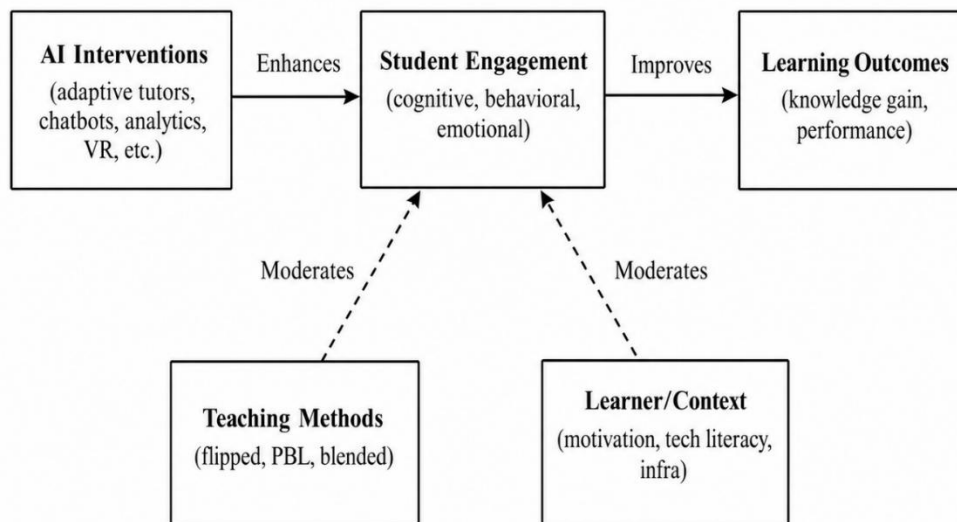 AI Interventions
(adaptive tutors,
chatbots, analytics,
VR, etc.)
Enhances
Student Engagement
(cognitive, behavioral,
emotional)
Improves
Learning Outcomes
(knowledge gain,
performance)
Moderates
Moderates
Teaching Methods
(flipped, PBL, blended)
Learner/Context
(motivation, tech literacy,
infra)